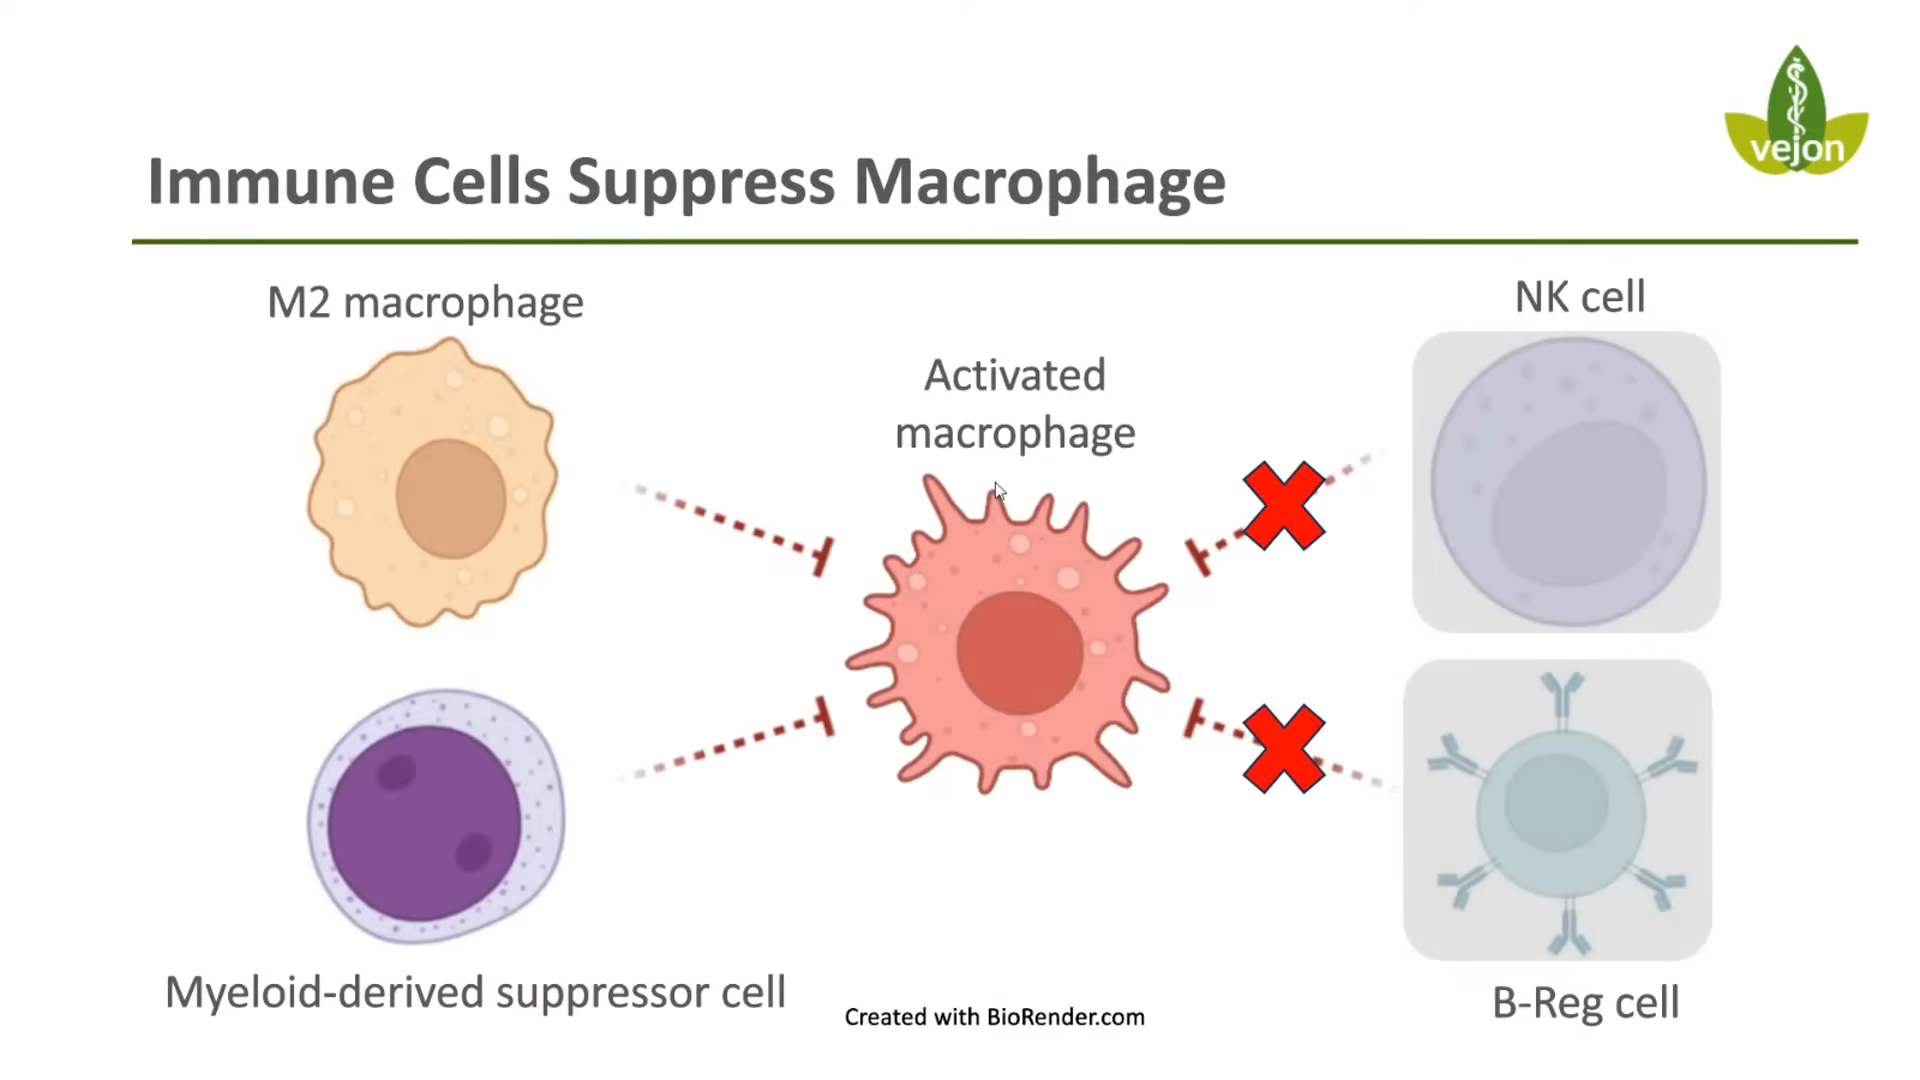 vejon
Immune Cells Suppress Macrophage
M2 macrophage
NK cell
Activated
macrophage
Myeloid-derived suppressor cell
B-Reg cell
Created with BioRender.com